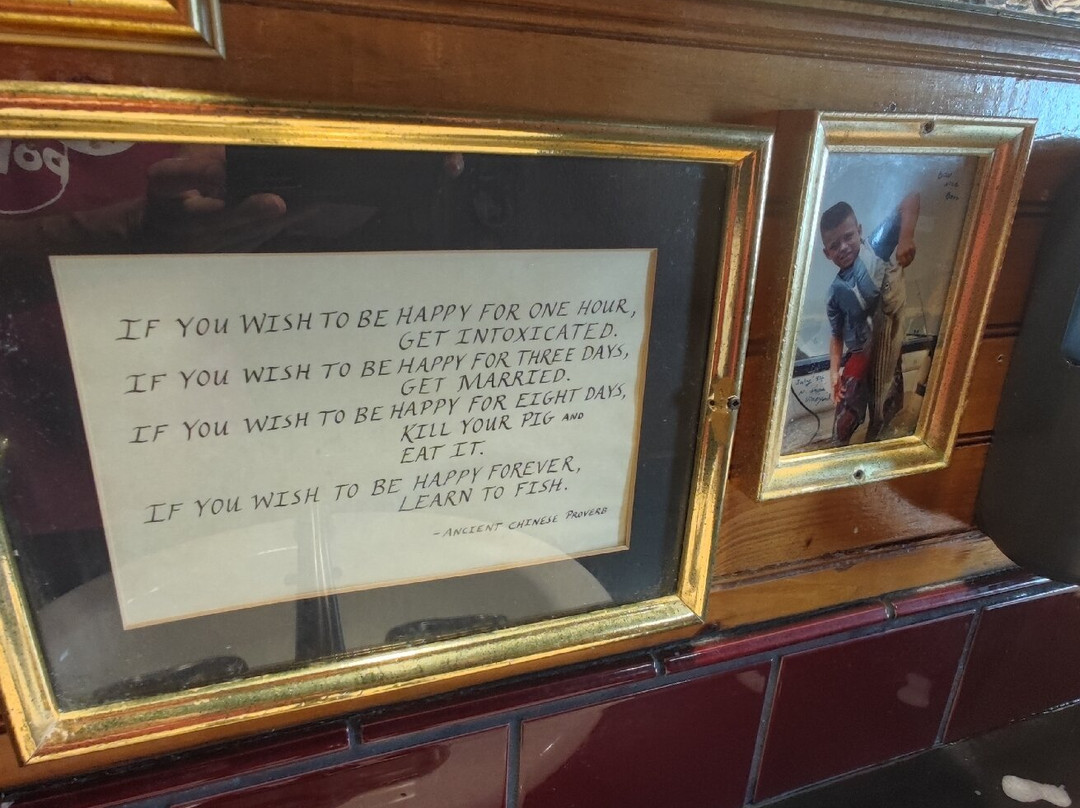 IF YOU WISH TO BE HAPPY FOR ONE HOUR,
GET INTOXICATED.
IF YOU WISH TO BE HAPPY FOR THREE DAYS,
GET MARRIED.
IF YOU WISH TO BE HAPPY FOR EIGHT DAYS,
KILL YOUR PIG AND
EAT IT.
IF YOU WISH TO BE HAPPY FOREVER,
LEARN TO FISH.
- ANCIENT CHINESE PROVERB